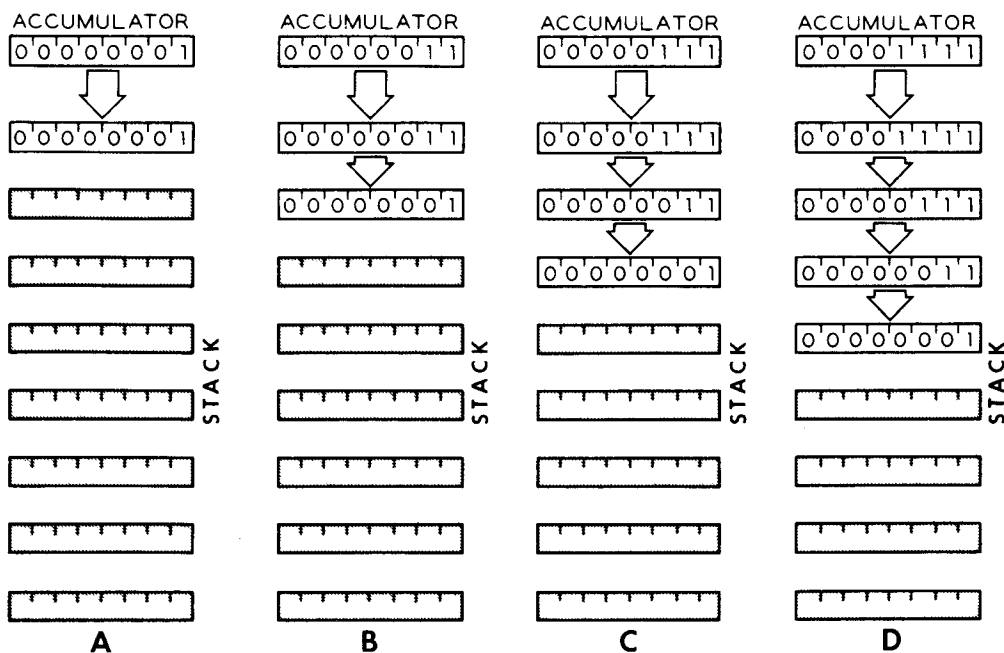 ACCUMULATOR ACCUMULATOR ACCUMULATOR ACCUMULATOR
00000001 00000011 00000111 00001111
00000001 00000011 00000111 00001111
00000001 00000011 00000111
00000001 00000011
00000001
STACK STACK STACK STACK
A B C D